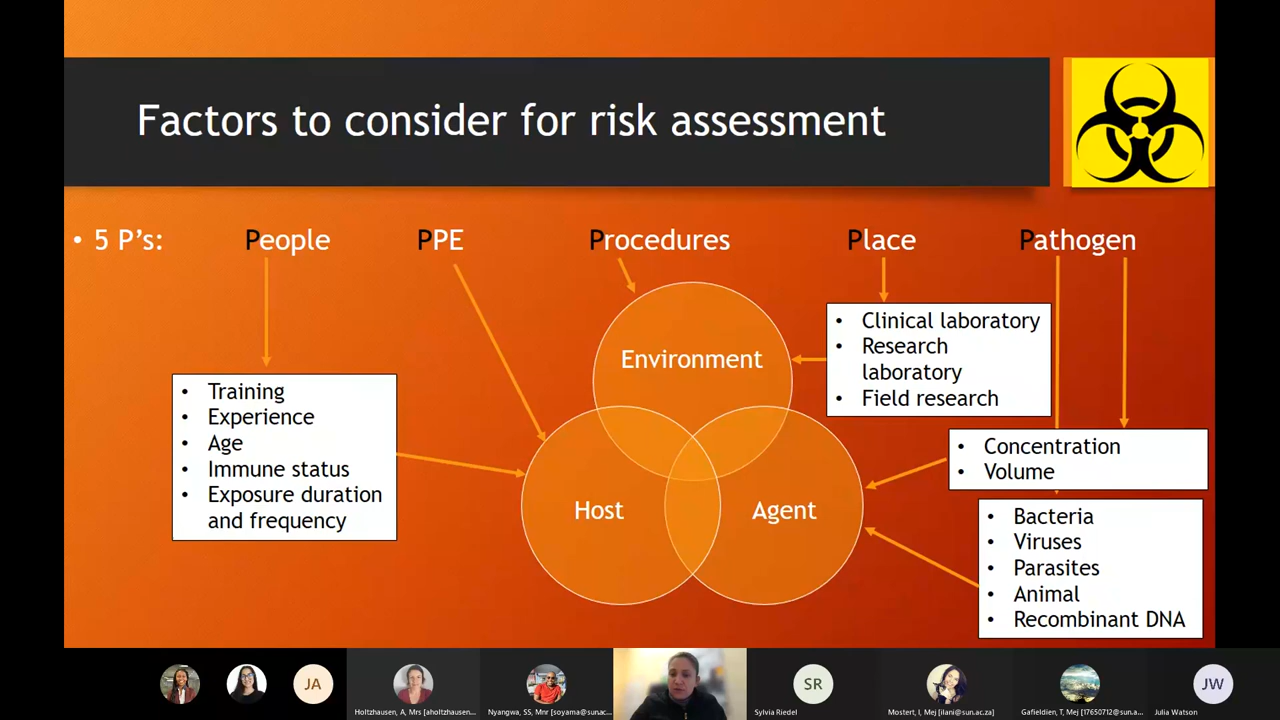 Factors to consider for risk assessment
• 5 P's: People PPE Procedures Place Pathogen
• Clinical laboratory
• Research
laboratory
• Field research
Environment
• Training
• Experience
• Age
• Immune status
• Exposure duration
and frequency
Host
Agent
• Concentration
• Volume
• Bacteria
• Viruses
• Parasites
• Animal
• Recombinant DNA
JA
SR
JW
Holtzhausen, A, Mrs [aholtzhausen...
Nyangwa, SS, Mnr [soyama@sun.ac...
Sylvia Riedel
Mostert, I, Mej [ilani@sun.ac.za]
Gafieldien, T, Mej [17650712@sun.a...
Julia Watson